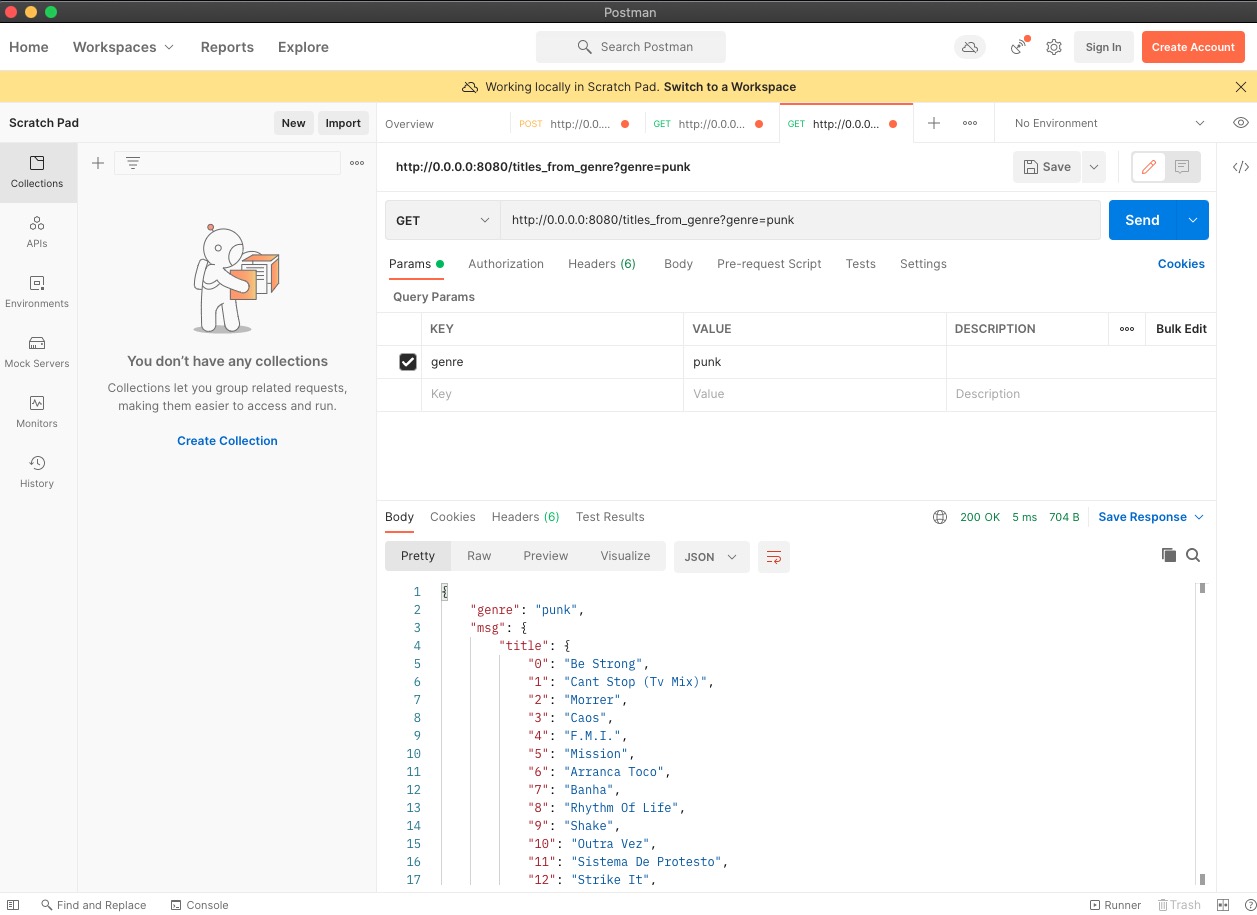 Postman
Home Workspaces Reports Explore Search Postman Sign In Create Account
Working locally in Scratch Pad. Switch to a Workspace
Scratch Pad New Import Overview POST http://0.0.... GET http://0.0.0... GET http://0.0.0... No Environment
Collections
APIs
Environments
Mock Servers
Monitors
History
You don’t have any collections
Collections let you group related requests,
making them easier to access and run.
Create Collection
http://0.0.0.0:8080/titles_from_genre?genre=punk Save
GET http://0.0.0.0:8080/titles_from_genre?genre=punk Send
Params Authorization Headers (6) Body Pre-request Script Tests Settings Cookies
Query Params
KEY VALUE DESCRIPTION Bulk Edit
genre punk
Key Value Description
Body Cookies Headers (6) Test Results 200 OK 5 ms 704 B Save Response
Pretty Raw Preview Visualize JSON
1 {
2 "genre": "punk",
3 "msg": {
4 "title": {
5 "0": "Be Strong",
6 "1": "Cant Stop (Tv Mix)",
7 "2": "Morrer",
8 "3": "Caos",
9 "4": "F.M.I.",
10 "5": "Mission",
11 "6": "Arranca Toco",
12 "7": "Banha",
13 "8": "Rhythm Of Life",
14 "9": "Shake",
15 "10": "Outra Vez",
16 "11": "Sistema De Protesto",
17 "12": "Strike It",
Find and Replace Console Runner Trash